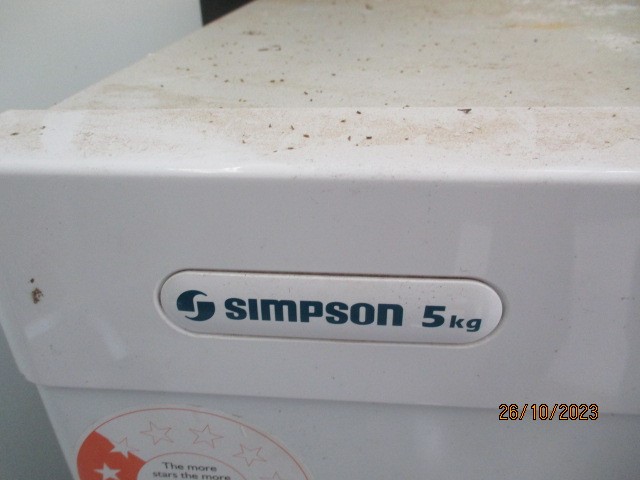 SIMPSON 5kg
26/10/2023
The more
stars the more